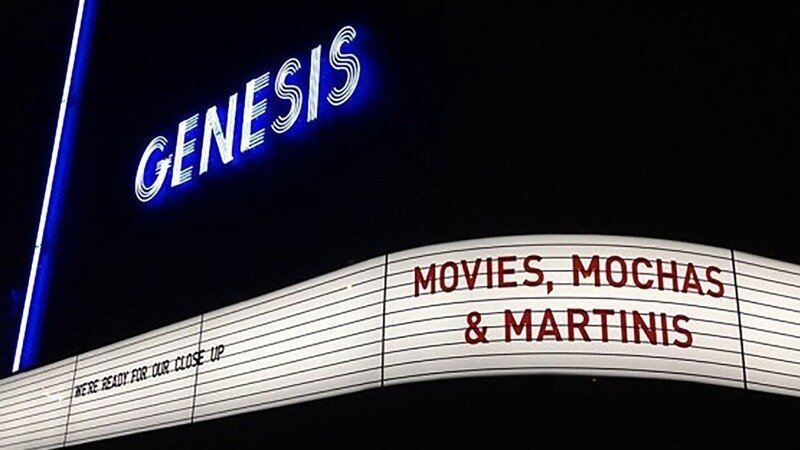 GENESIS
MOVIES, MOCHAS
& MARTINIS
WE'RE READY FOR OUR CLOSE UP